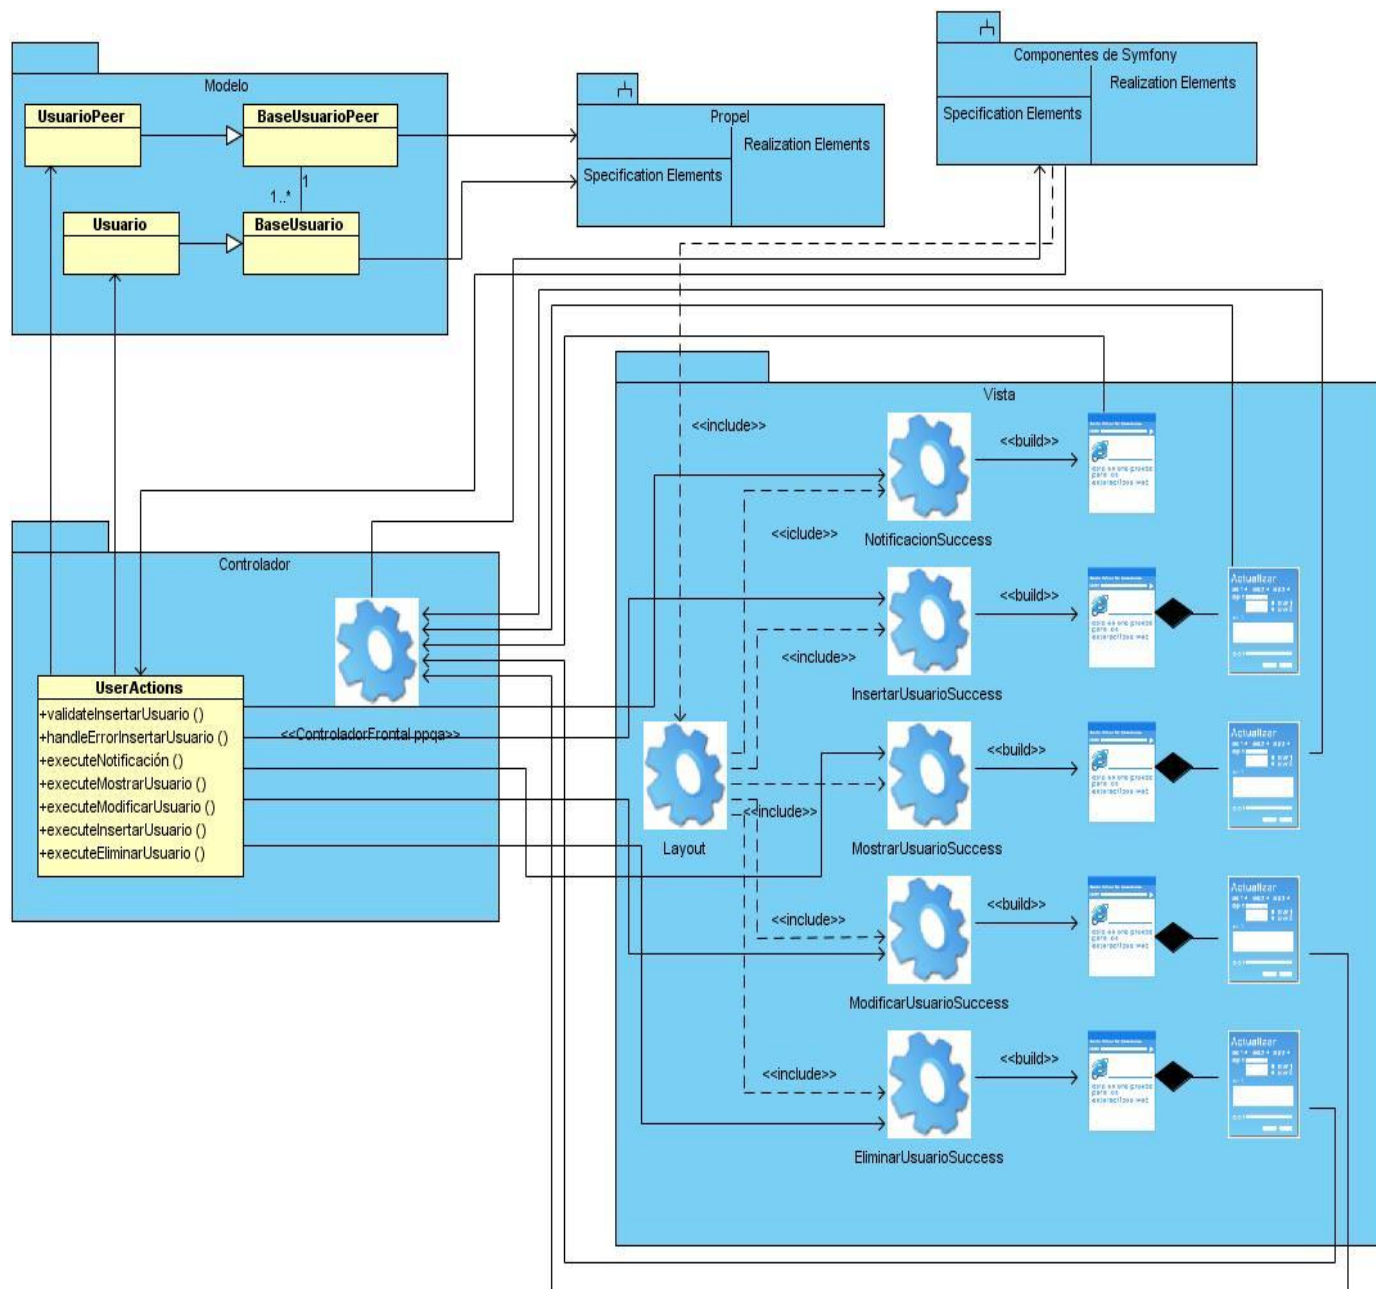 Componentes de Symfony
Realization Elements
Specification Elements
Modelo
UsuarioPeer
BaseUsuarioPeer
1
1..*
Usuario
BaseUsuario
Propel
Realization Elements
Specification Elements
Vista
<<include>>
<<build>>
<<iclude>>
NotificacionSuccess
Controlador
<<build>>
Actualizar
<<include>>
InsertarUsuarioSuccess
UserActions
+validateInsertarUsuario ()
+handleErrorInsertarUsuario ()
+executeNotificación ()
+executeMostrarUsuario ()
+executeModificarUsuario ()
+executeInsertarUsuario ()
+executeEliminarUsuario ()
<<ControladorFrontal ppqa>>
<<build>>
Actualizar
<<include>>
Layout
MostrarUsuarioSuccess
<<build>>
Actualizar
<<include>>
ModificarUsuarioSuccess
<<build>>
Actualizar
<<include>>
EliminarUsuarioSuccess